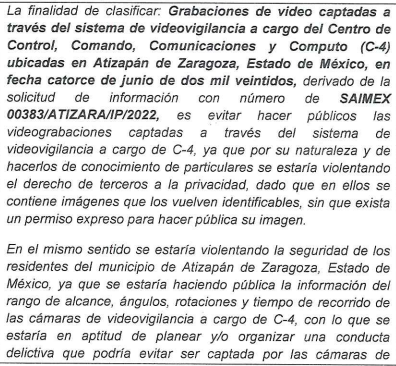 La finalidad de clasificar: Grabaciones de video captadas a
través del sistema de videovigilancia a cargo del Centro de
Control, Comando, Comunicaciones y Computo (C-4)
ubicadas en Atizapán de Zaragoza, Estado de México, en
fecha catorce de junio de dos mil veintidos, derivado de la
solicitud de información con número de SAIMEX
00383/ATIZARA/IP/2022, es evitar hacer públicos las
videograbaciones captadas a través del sistema de
videovigilancia a cargo de C-4, ya que por su naturaleza y de
hacerlos de conocimiento de particulares se estaría violentando
el derecho de terceros a la privacidad, dado que en ellos se
contiene imágenes que los vuelven identificables, sin que exista
un permiso expreso para hacer pública su imagen.
En el mismo sentido se estaría violentando la seguridad de los
residentes del municipio de Atizapán de Zaragoza, Estado de
México, ya que se estaría haciendo pública la información del
rango de alcance, ángulos, rotaciones y tiempo de recorrido de
las cámaras de videovigilancia a cargo de C-4, con lo que se
estaría en aptitud de planear y/o organizar una conducta
delictiva que podría evitar ser captada por las cámaras de